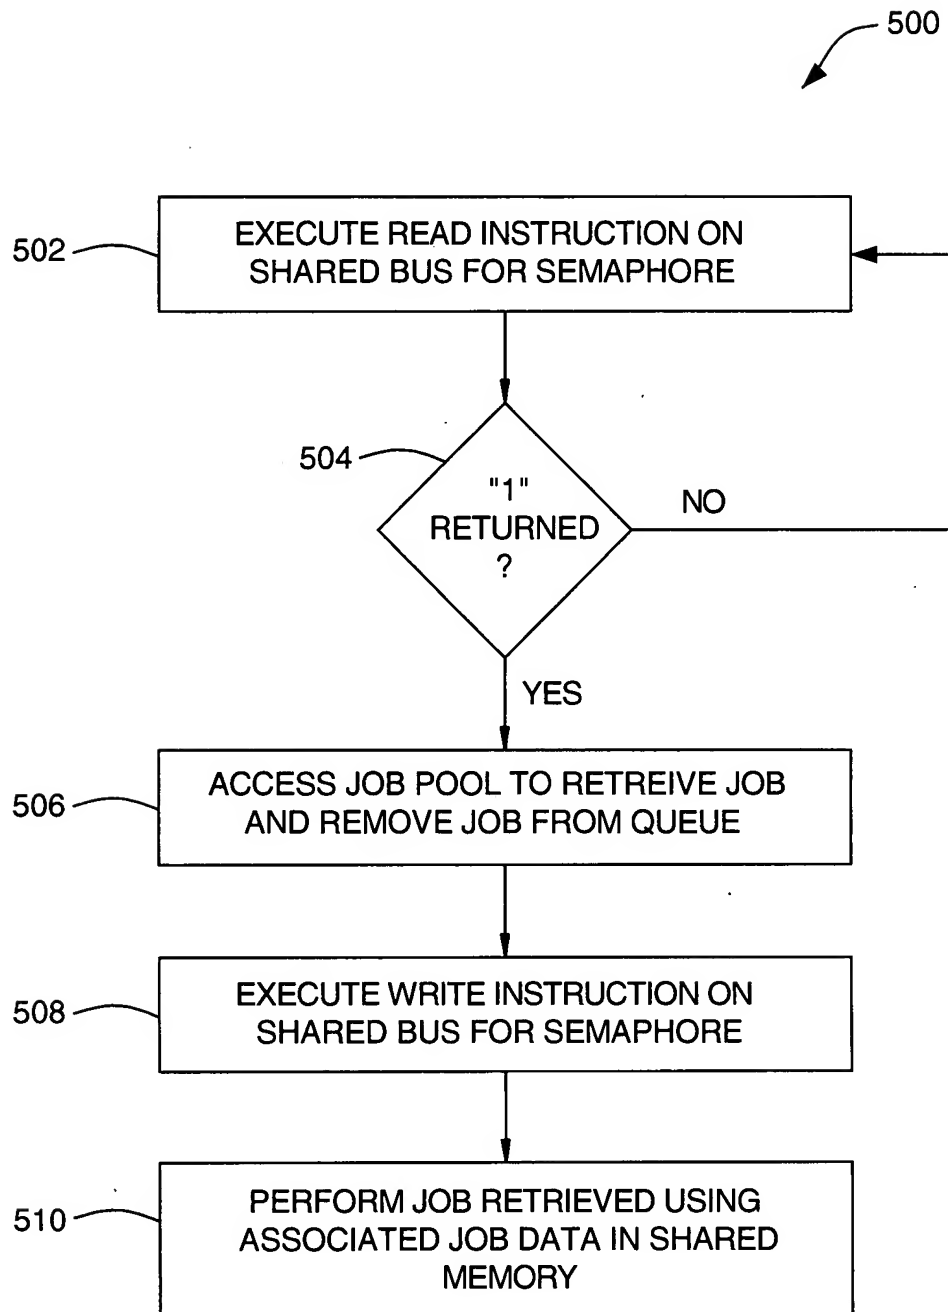 500
502
EXECUTE READ INSTRUCTION ON
SHARED BUS FOR SEMAPHORE
504
"1"
RETURNED
?
NO
YES
506
ACCESS JOB POOL TO RETREIVE JOB
AND REMOVE JOB FROM QUEUE
508
EXECUTE WRITE INSTRUCTION ON
SHARED BUS FOR SEMAPHORE
510
PERFORM JOB RETRIEVED USING
ASSOCIATED JOB DATA IN SHARED
MEMORY